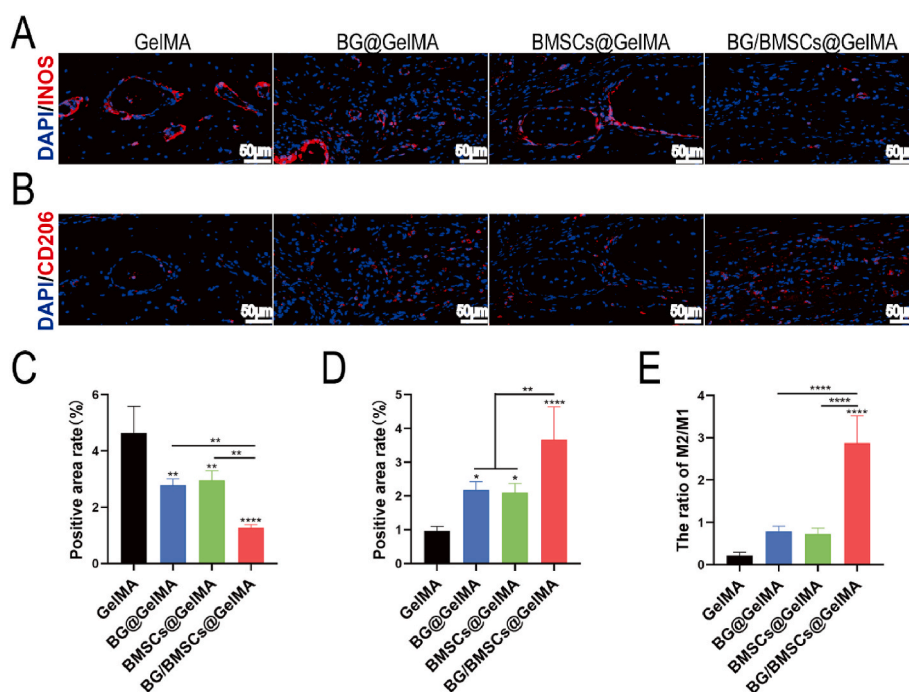 A
GelMA BG@GelMA BMSCs@GelMA BG/BMSCs@GelMA
DAPI/INOS
50μm 50μm 50μm 50μm
B
DAPI/CD206
50μm 50μm 50μm 50μm
C
Positive area rate(%)
6
4
2
0
**
**
**
**
****
GelMA
BG@GelMA
BMSCs@GelMA
BG/BMSCs@GelMA
D
Positive area rate(%)
5
4
3
2
1
0
**
****
*
*
GelMA
BG@GelMA
BMSCs@GelMA
BG/BMSCs@GelMA
E
The ratio of M2/M1
4
3
2
1
0
****
****
****
GelMA
BG@GelMA
BMSCs@GelMA
BG/BMSCs@GelMA